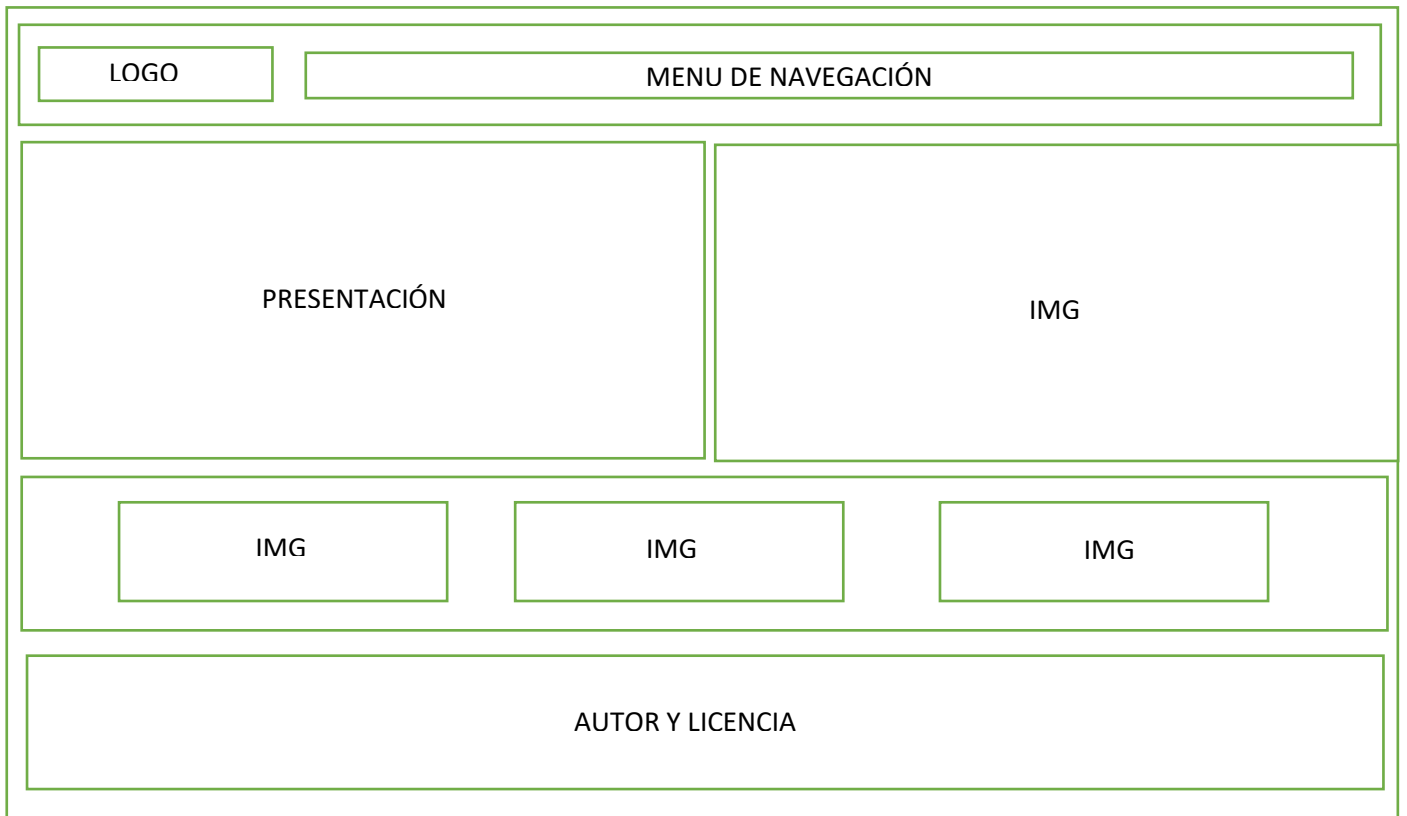 LOGO
MENU DE NAVEGACIÓN
PRESENTACIÓN
IMG
IMG
IMG
IMG
AUTOR Y LICENCIA